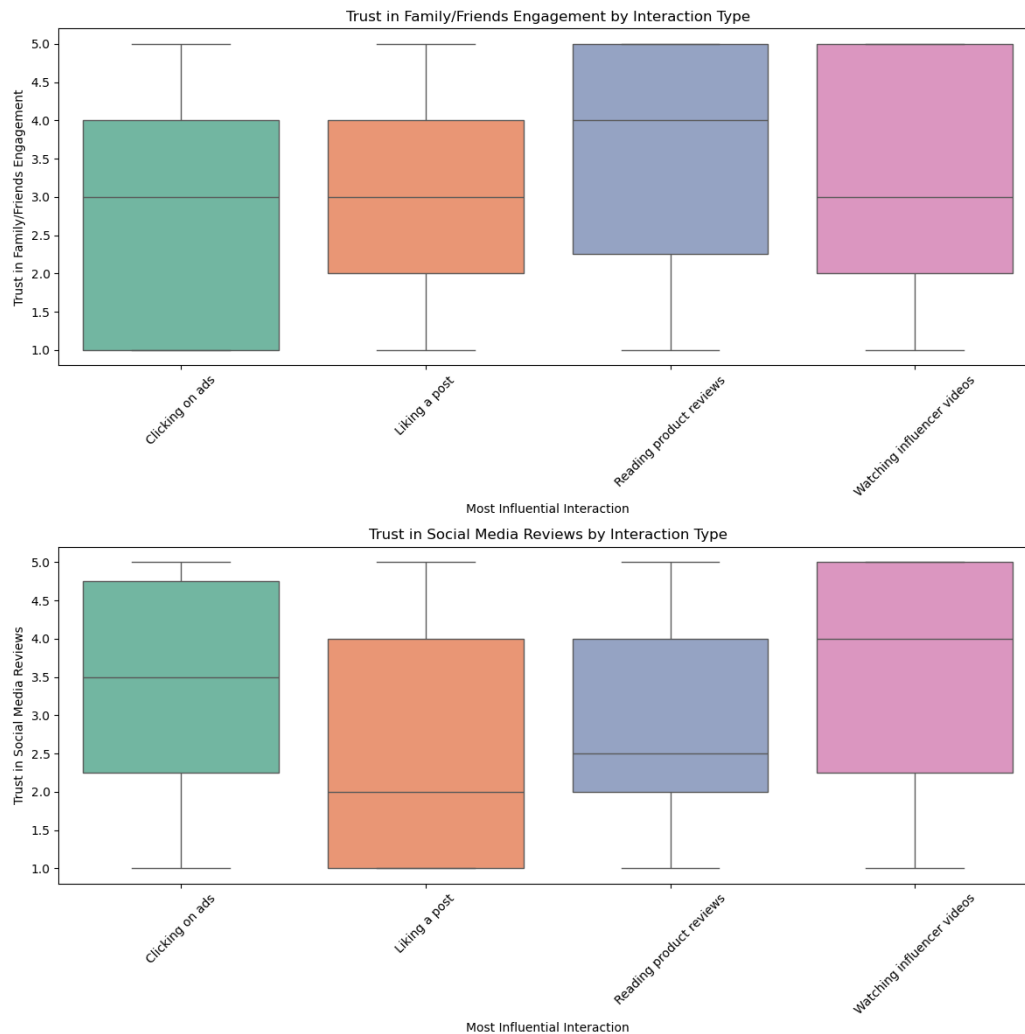 Trust in Family/Friends Engagement by Interaction Type
Trust in Family/Friends Engagement
5.0
4.5
4.0
3.5
3.0
2.5
2.0
1.5
1.0
Clicking on ads
Liking a post
Reading product reviews
Watching influencer videos
Most Influential Interaction
Trust in Social Media Reviews by Interaction Type
Trust in Social Media Reviews
5.0
4.5
4.0
3.5
3.0
2.5
2.0
1.5
1.0
Clicking on ads
Liking a post
Reading product reviews
Watching influencer videos
Most Influential Interaction